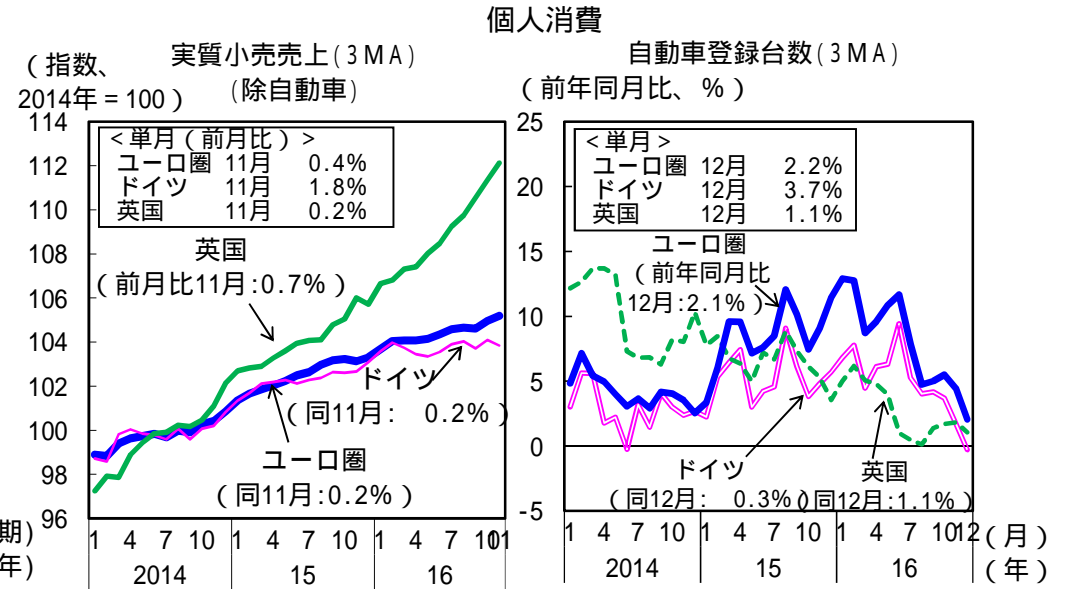 個人消費
実質小売売上(3MA)
(除自動車)
(指数、
2014年=100)
114
112
110
108
106
104
102
100
98
96
<単月(前月比)>
ユーロ圏 11月 0.4%
ドイツ 11月 1.8%
英国 11月 0.2%
英国
(前月比11月:0.7%)
ドイツ
(同11月: 0.2%)
ユーロ圏
(同11月:0.2%)
期)
年)
1 4 7 10 1 4 7 10 1 4 7 10 11
2014 15 16
自動車登録台数(3MA)
(前年同月比、%)
25
20
15
10
5
0
-5
<単月>
ユーロ圏 12月 2.2%
ドイツ 12月 3.7%
英国 12月 1.1%
ユーロ圏
(前年同月比
12月:2.1%)
ドイツ
(同12月: 0.3%)
英国
(同12月:1.1%)
1 4 7 10 1 4 7 10 1 4 7 10 12 (月)
2014 15 16 (年)